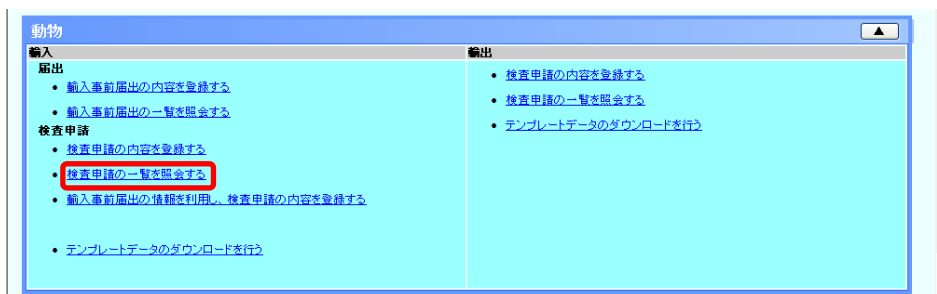 動物
▲
輸入
届出
• 輸入事前届出の内容を登録する
• 輸入事前届出の一覧を照会する
検査申請
• 検査申請の内容を登録する
• 検査申請の一覧を照会する
• 輸入事前届出の情報を利用し、検査申請の内容を登録する
• テンプレートデータのダウンロードを行う
輸出
• 検査申請の内容を登録する
• 検査申請の一覧を照会する
• テンプレートデータのダウンロードを行う